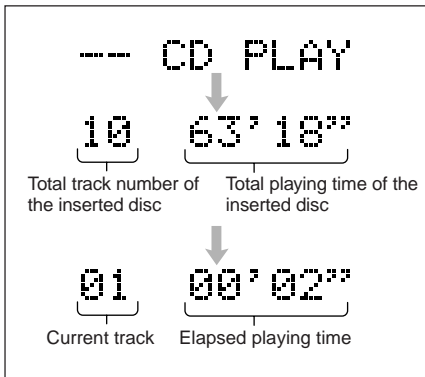 -- CD PLAY
10 63’18”
Total track number of the inserted disc
Total playing time of the inserted disc
01 00’02”
Current track Elapsed playing time